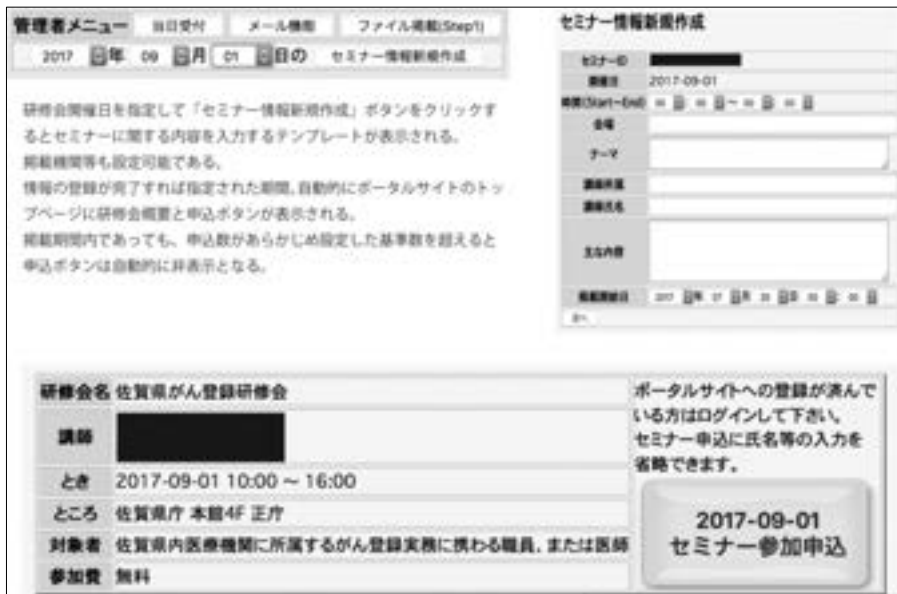 管理者メニュー 当日受付 メール機能 ファイル掲載(Step1)
2017 年 09 月 01 日の セミナー情報新規作成
研修会開催日を指定して「セミナー情報新規作成」ボタンをクリックす
るとセミナーに関する内容を入力するテンプレートが表示される。
掲載機関等も設定可能である。
情報の登録が完了すれば指定された期間、自動的にポータルサイトのトッ
プページに研修会概要と申込ボタンが表示される。
掲載期間内であっても、申込数があらかじめ設定した基準数を超えると
申込ボタンは自動的に非表示となる。
セミナー情報新規作成
セミナーID
開催日 2017-09-01
時間(Start~End)
会場
テーマ
講師所属
講師氏名
主な内容
掲載開始日 2017 年 月 日
次へ
研修会名 佐賀県がん登録研修会
講師
とき 2017-09-01 10:00 ~ 16:00
ところ 佐賀県庁 本館4F 正庁
対象者 佐賀県内医療機関に所属するがん登録実務に携わる職員、または医師
参加費 無料
ポータルサイトへの登録が済んで
いる方はログインして下さい。
セミナー申込に氏名等の入力を
省略できます。
2017-09-01
セミナー参加申込